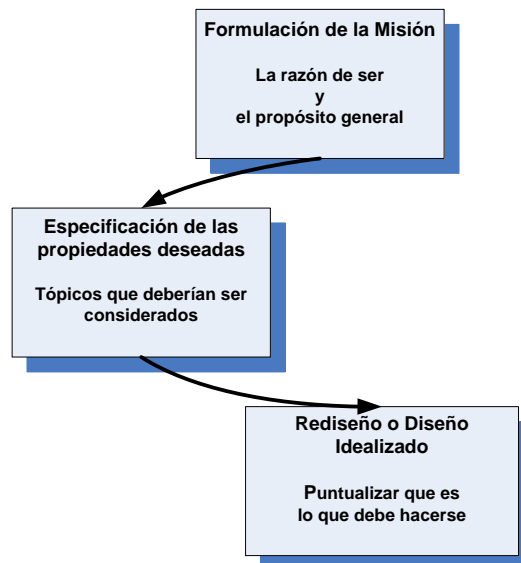 Formulación de la Misión
La razón de ser
y
el propósito general
Especificación de las
propiedades deseadas
Tópicos que deberían ser
considerados
Rediseño o Diseño
Idealizado
Puntualizar que es
lo que debe hacerse